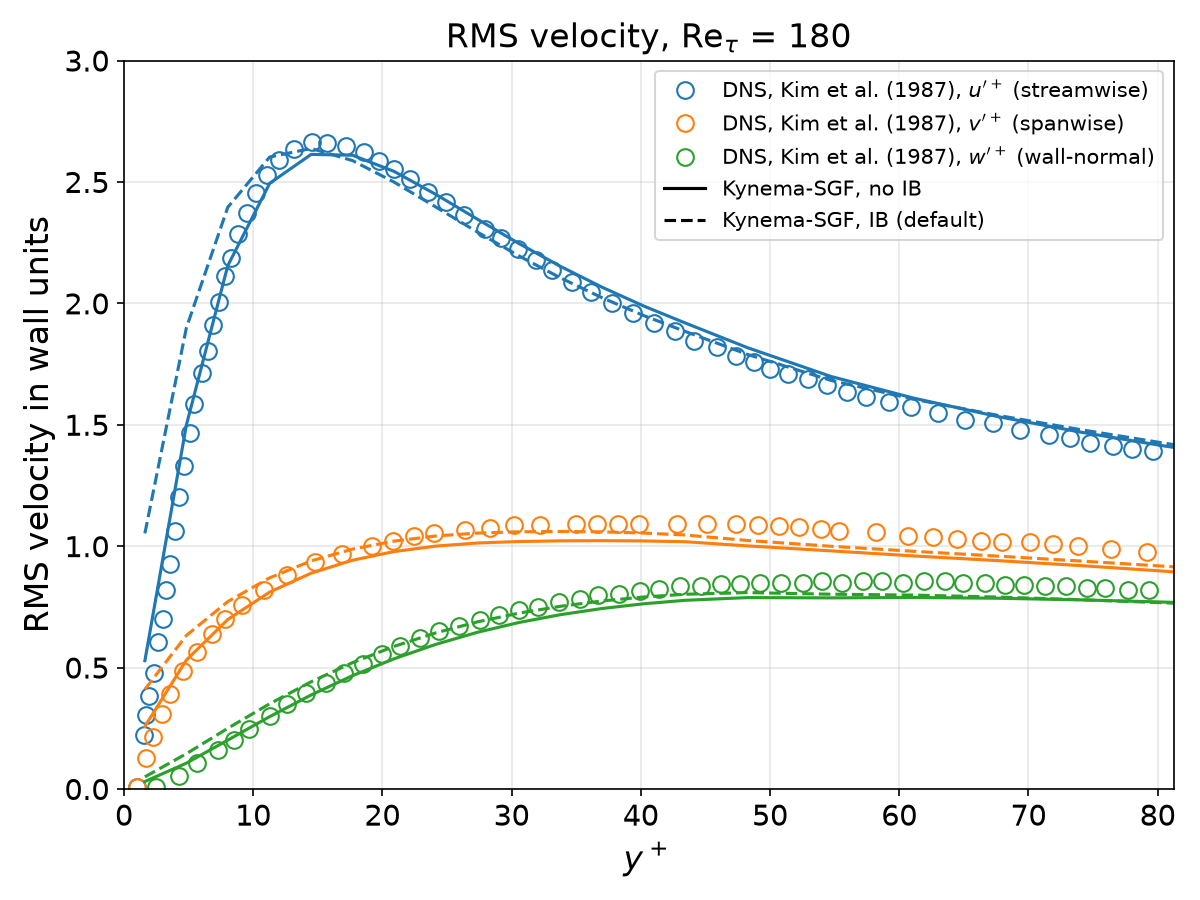 RMS velocity, Re_τ = 180
3.0
2.5
2.0
1.5
1.0
0.5
0.0
RMS velocity in wall units
DNS, Kim et al. (1987), u′⁺ (streamwise)
DNS, Kim et al. (1987), v′⁺ (spanwise)
DNS, Kim et al. (1987), w′⁺ (wall-normal)
Kynema-SGF, no IB
Kynema-SGF, IB (default)
0 10 20 30 40 50 60 70 80
y⁺